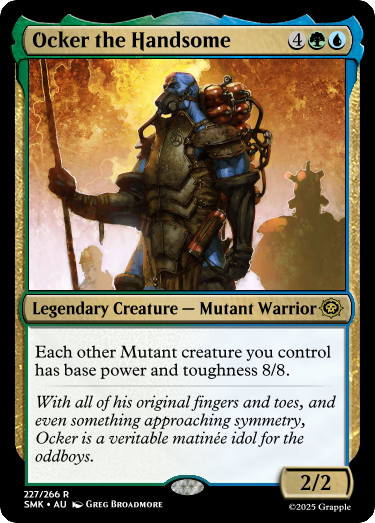 Ocker the Handsome 4
Legendary Creature — Mutant Warrior
Each other Mutant creature you control
has base power and toughness 8/8.
With all of his original fingers and toes, and
even something approaching symmetry,
Ocker is a veritable matinée idol for the
oddboys.
2/2
227/266 R
SMK • AU Greg Broadmore
©2025 Grapple